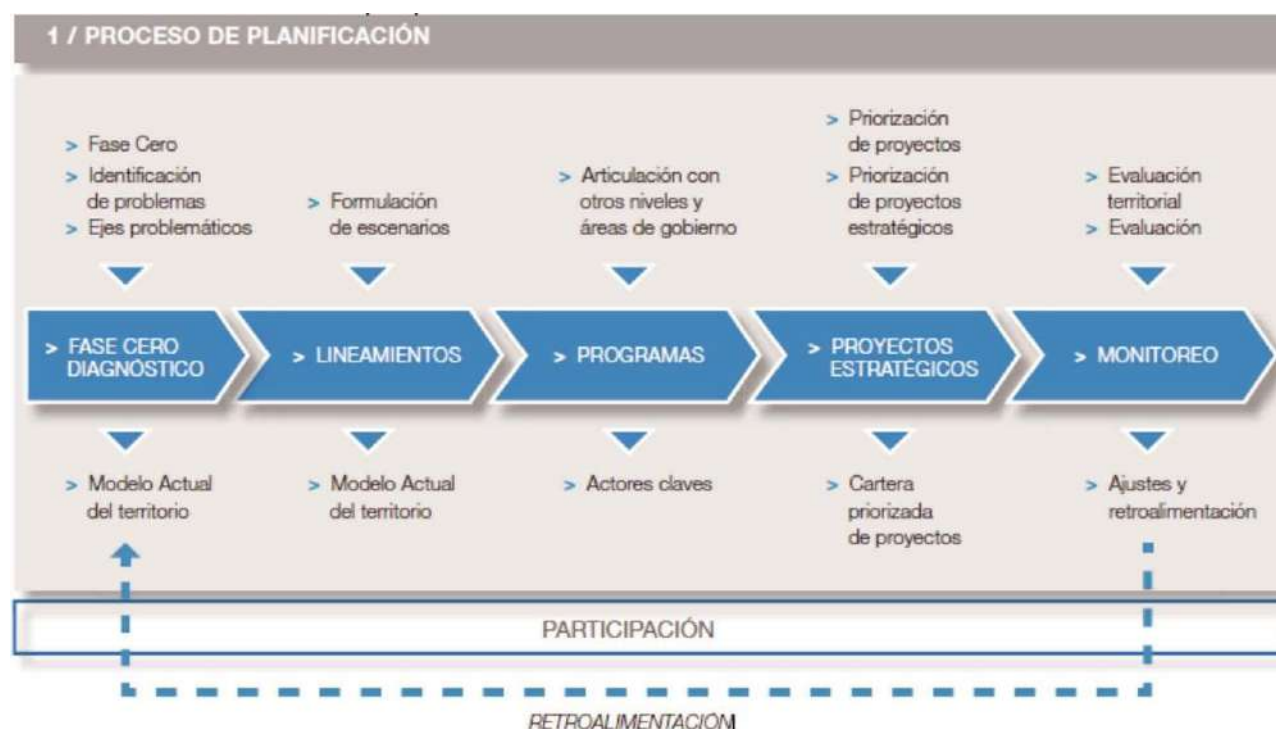 1 / PROCESO DE PLANIFICACIÓN
> Fase Cero
> Identificación
de problemas
> Ejes problemáticos
> Formulación
de escenarios
> Articulación con
otros niveles y
áreas de gobierno
> Priorización
de proyectos
> Priorización
de proyectos
estratégicos
> Evaluación
territorial
> Evaluación
> FASE CERO
DIAGNÓSTICO
> LINEAMIENTOS
> PROGRAMAS
> PROYECTOS
ESTRATÉGICOS
> MONITOREO
> Modelo Actual
del territorio
> Modelo Actual
del territorio
> Actores claves
> Cartera
priorizada
de proyectos
> Ajustes y
retroalimentación
PARTICIPACIÓN
RETROALIMENTACIÓN